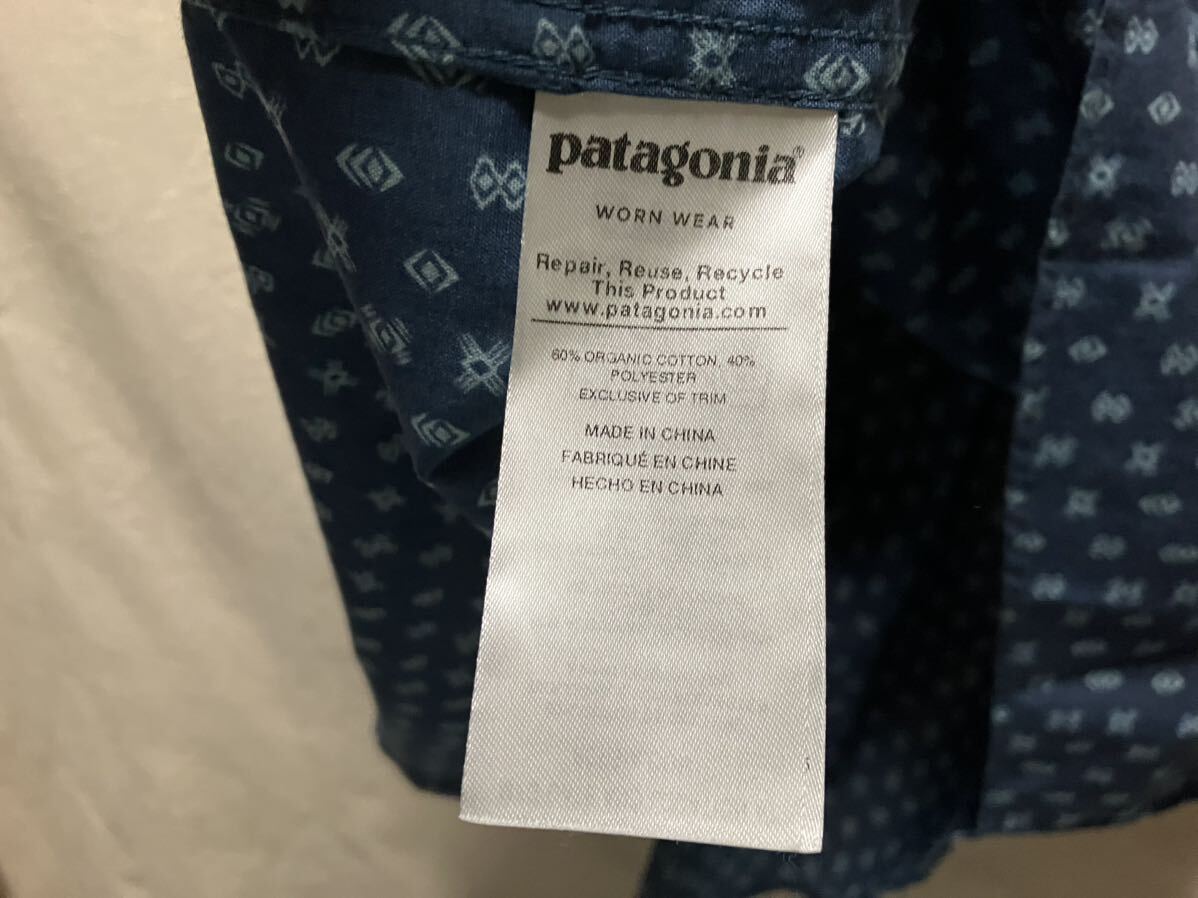 patagonia®
WORN WEAR
Repair, Reuse, Recycle
This Product
www.patagonia.com
60% ORGANIC COTTON, 40%
POLYESTER
EXCLUSIVE OF TRIM
MADE IN CHINA
FABRIQUÉ EN CHINE
HECHO EN CHINA